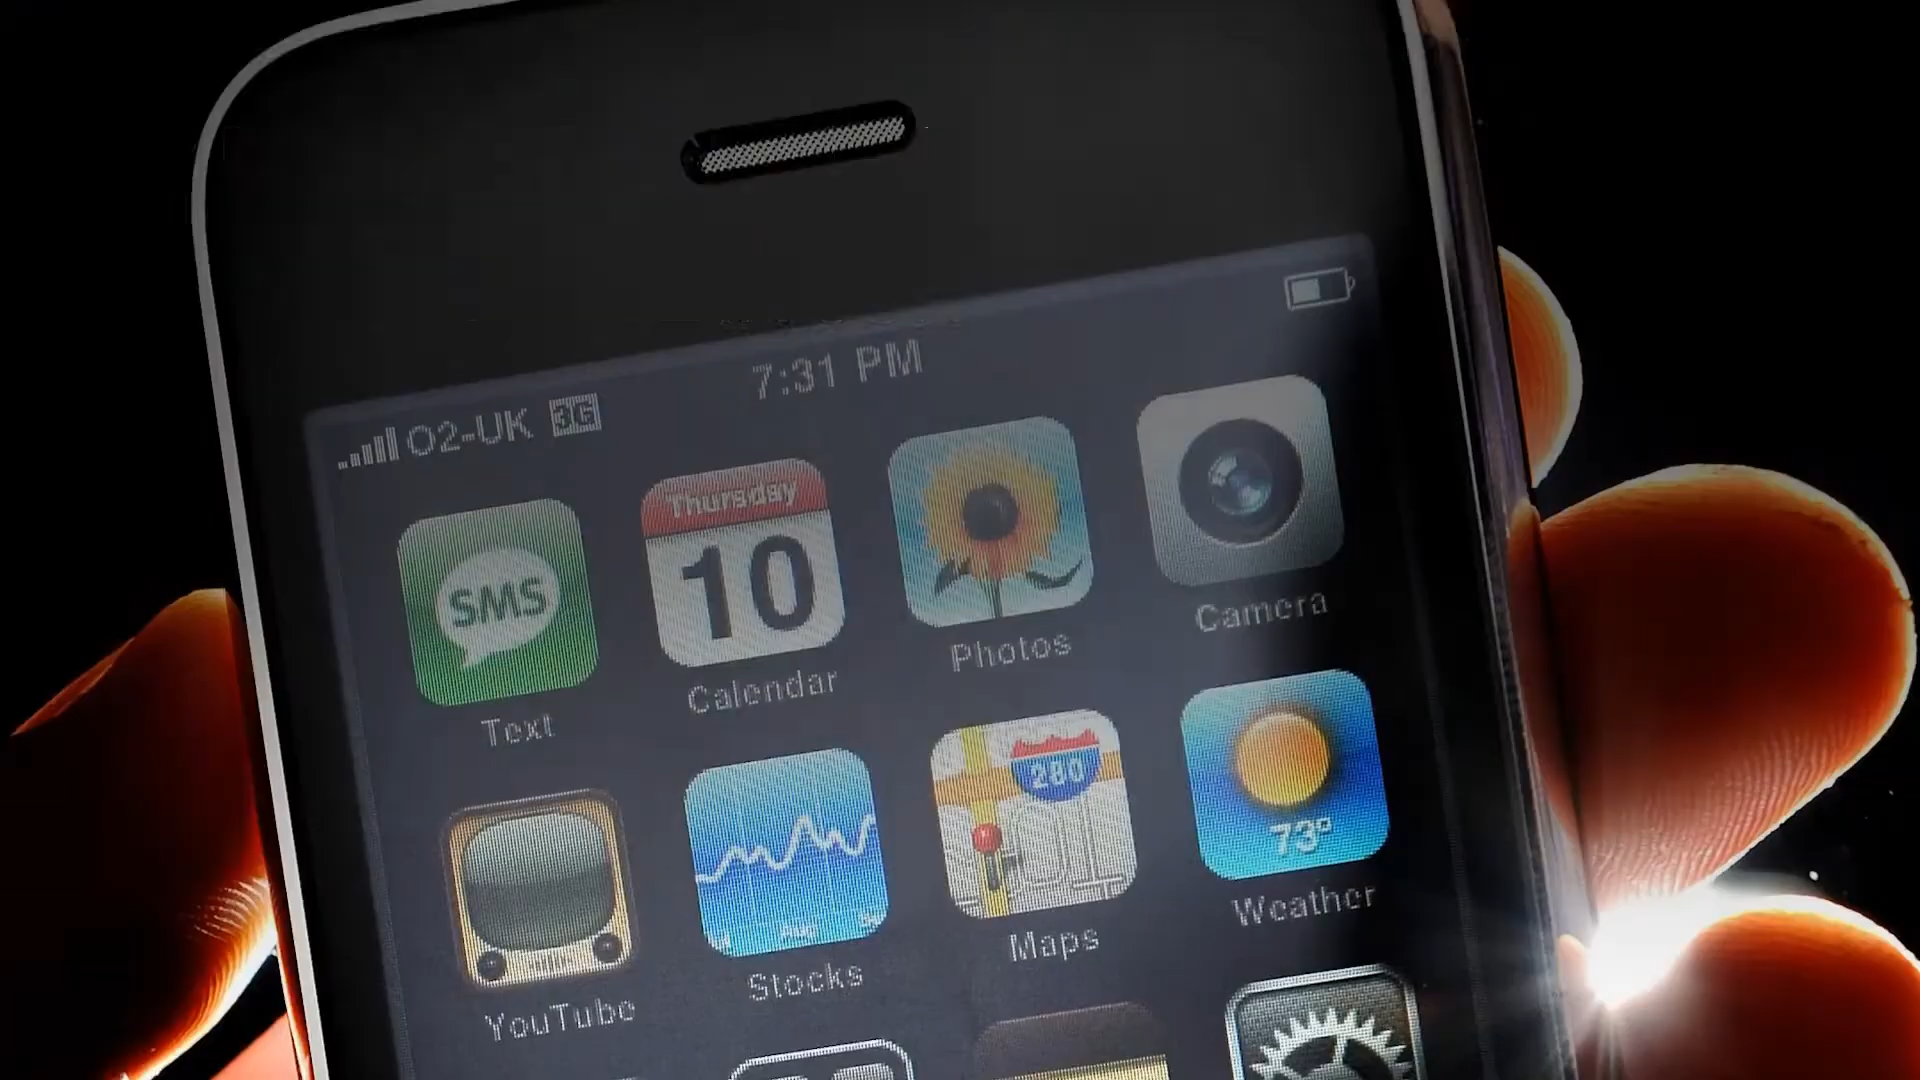 7:31 PM
O2-UK 3G
Thursday
10
SMS
Text
Calendar
Photos
Camera
280
73°
YouTube
Aug
Stocks
Maps
Weather